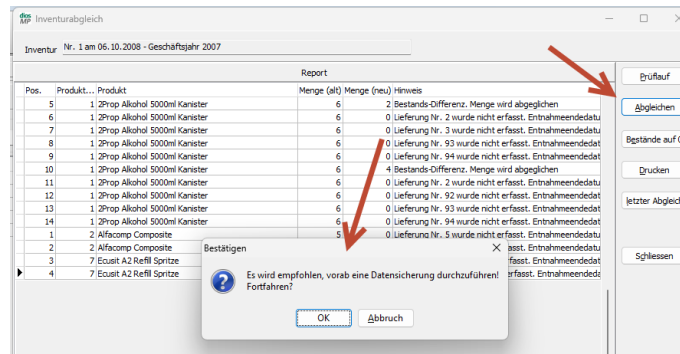 dios MP Inventurabgleich
Inventur Nr. 1 am 06.10.2008 - Geschäftsjahr 2007
Report
Pos. Produkt... Produkt Menge (alt) Menge (neu) Hinweis
5 1 2Prop Alkohol 5000ml Kanister 6 2 Bestands-Differenz. Menge wird abgeglichen
6 1 2Prop Alkohol 5000ml Kanister 6 0 Lieferung Nr. 2 wurde nicht erfasst. Entnahmeendedatu
7 1 2Prop Alkohol 5000ml Kanister 6 0 Lieferung Nr. 3 wurde nicht erfasst. Entnahmeendedatu
8 1 2Prop Alkohol 5000ml Kanister 6 0 Lieferung Nr. 93 wurde nicht erfasst. Entnahmeendedatu
9 1 2Prop Alkohol 5000ml Kanister 6 0 Lieferung Nr. 94 wurde nicht erfasst. Entnahmeendedatu
10 1 2Prop Alkohol 5000ml Kanister 6 4 Bestands-Differenz. Menge wird abgeglichen
11 1 2Prop Alkohol 5000ml Kanister 6 0 Lieferung Nr. 2 wurde nicht erfasst. Entnahmeendedatu
12 1 2Prop Alkohol 5000ml Kanister 6 0 Lieferung Nr. 92 wurde nicht erfasst. Entnahmeendedatu
13 1 2Prop Alkohol 5000ml Kanister 6 0 Lieferung Nr. 93 wurde nicht erfasst. Entnahmeendedatu
14 1 2Prop Alkohol 5000ml Kanister 6 0 Lieferung Nr. 94 wurde nicht erfasst. Entnahmeendedatu
1 2 Alfacomp Composite 5 0 Lieferung Nr. 5 wurde nicht erfasst. Entnahmeendedatu
2 2 Alfacomp Composite erfasst. Entnahmeendedatu
3 7 Ecusit A2 Refill Spritze erfasst. Entnahmeendedat
4 7 Ecusit A2 Refill Spritze erfasst. Entnahmeendedat
Bestätigen
Es wird empfohlen, vorab eine Datensicherung durchzuführen!
Fortfahren?
OK
Abbruch
Prüflauf
Abgleichen
Bestände auf 0
Drucken
letzter Abgleich
Schliessen